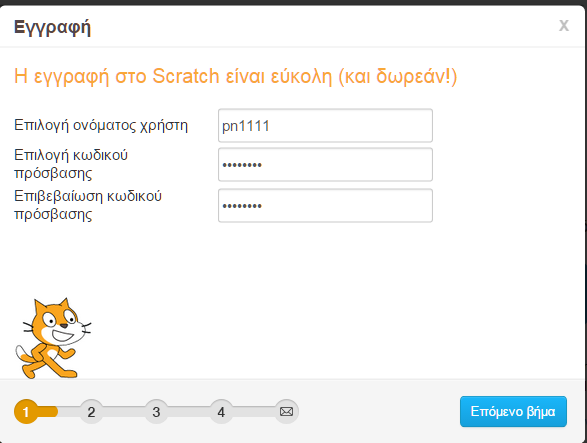 Εγγραφή
x
Η εγγραφή στο Scratch είναι εύκολη (και δωρεάν!)
Επιλογή ονόματος χρήστη
pn1111
Επιλογή κωδικού
πρόσβασης
••••••••
Επιβεβαίωση κωδικού
πρόσβασης
••••••••
1 2 3 4
Επόμενο βήμα